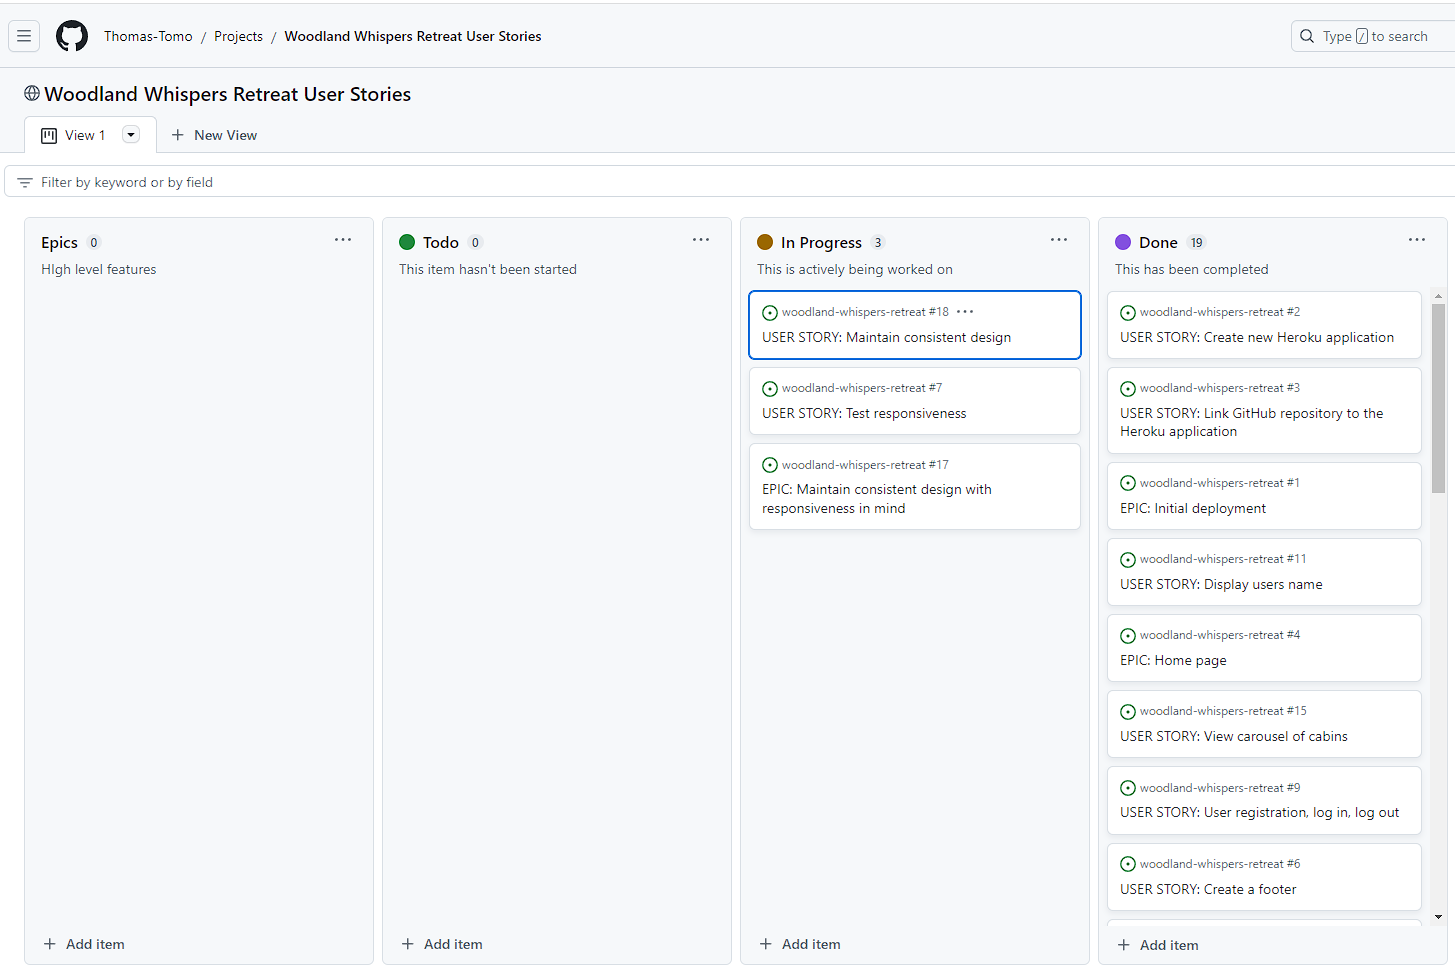 Thomas-Tomo / Projects / Woodland Whispers Retreat User Stories
Type / to search
Woodland Whispers Retreat User Stories
View 1
New View
Filter by keyword or by field
Epics 0
HIgh level features
Add item
Todo 0
This item hasn't been started
Add item
In Progress 3
This is actively being worked on
woodland-whispers-retreat #18
USER STORY: Maintain consistent design
woodland-whispers-retreat #7
USER STORY: Test responsiveness
woodland-whispers-retreat #17
EPIC: Maintain consistent design with
responsiveness in mind
Add item
Done 19
This has been completed
woodland-whispers-retreat #2
USER STORY: Create new Heroku application
woodland-whispers-retreat #3
USER STORY: Link GitHub repository to the
Heroku application
woodland-whispers-retreat #1
EPIC: Initial deployment
woodland-whispers-retreat #11
USER STORY: Display users name
woodland-whispers-retreat #4
EPIC: Home page
woodland-whispers-retreat #15
USER STORY: View carousel of cabins
woodland-whispers-retreat #9
USER STORY: User registration, log in, log out
woodland-whispers-retreat #6
USER STORY: Create a footer
Add item